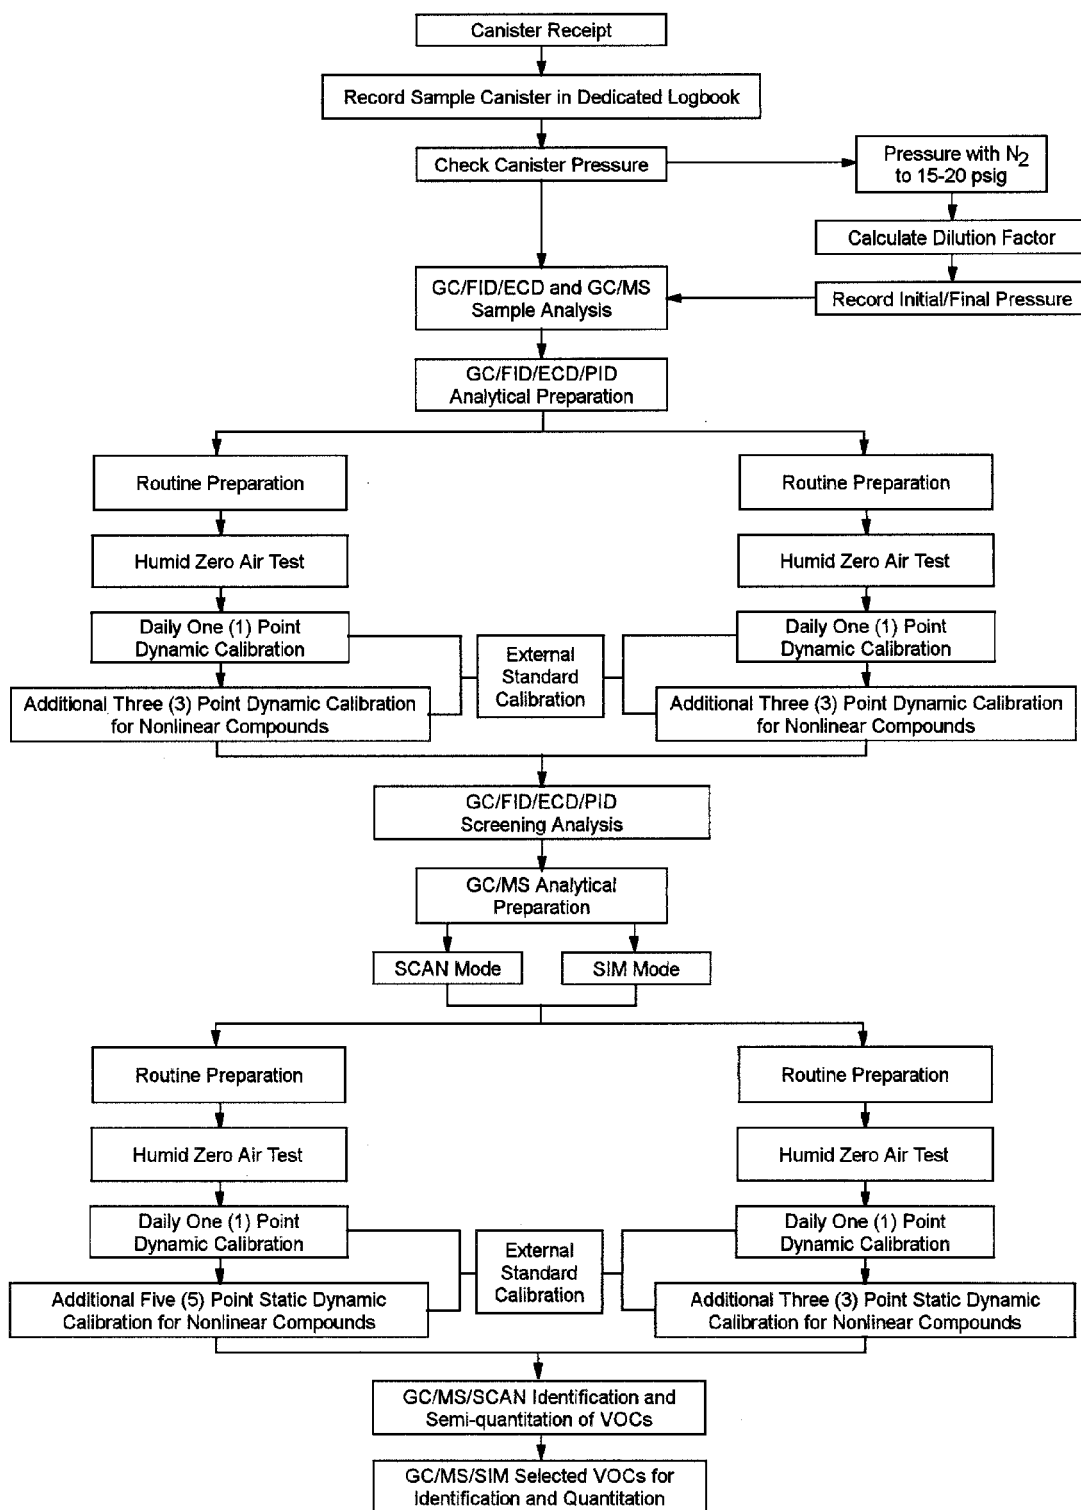 Canister Receipt
Record Sample Canister in Dedicated Logbook
Check Canister Pressure
Pressure with N2
to 15-20 psig
Calculate Dilution Factor
Record Initial/Final Pressure
GC/FID/ECD and GC/MS
Sample Analysis
GC/FID/ECD/PID
Analytical Preparation
Routine Preparation
Routine Preparation
Humid Zero Air Test
Humid Zero Air Test
Daily One (1) Point
Dynamic Calibration
External
Standard
Calibration
Daily One (1) Point
Dynamic Calibration
Additional Three (3) Point Dynamic Calibration
for Nonlinear Compounds
Additional Three (3) Point Dynamic Calibration
for Nonlinear Compounds
GC/FID/ECD/PID
Screening Analysis
GC/MS Analytical
Preparation
SCAN Mode
SIM Mode
Routine Preparation
Routine Preparation
Humid Zero Air Test
Humid Zero Air Test
Daily One (1) Point
Dynamic Calibration
External
Standard
Calibration
Daily One (1) Point
Dynamic Calibration
Additional Five (5) Point Static Dynamic
Calibration for Nonlinear Compounds
Additional Three (3) Point Static Dynamic
Calibration for Nonlinear Compounds
GC/MS/SCAN Identification and
Semi-quantitation of VOCs
GC/MS/SIM Selected VOCs for
Identification and Quantitation